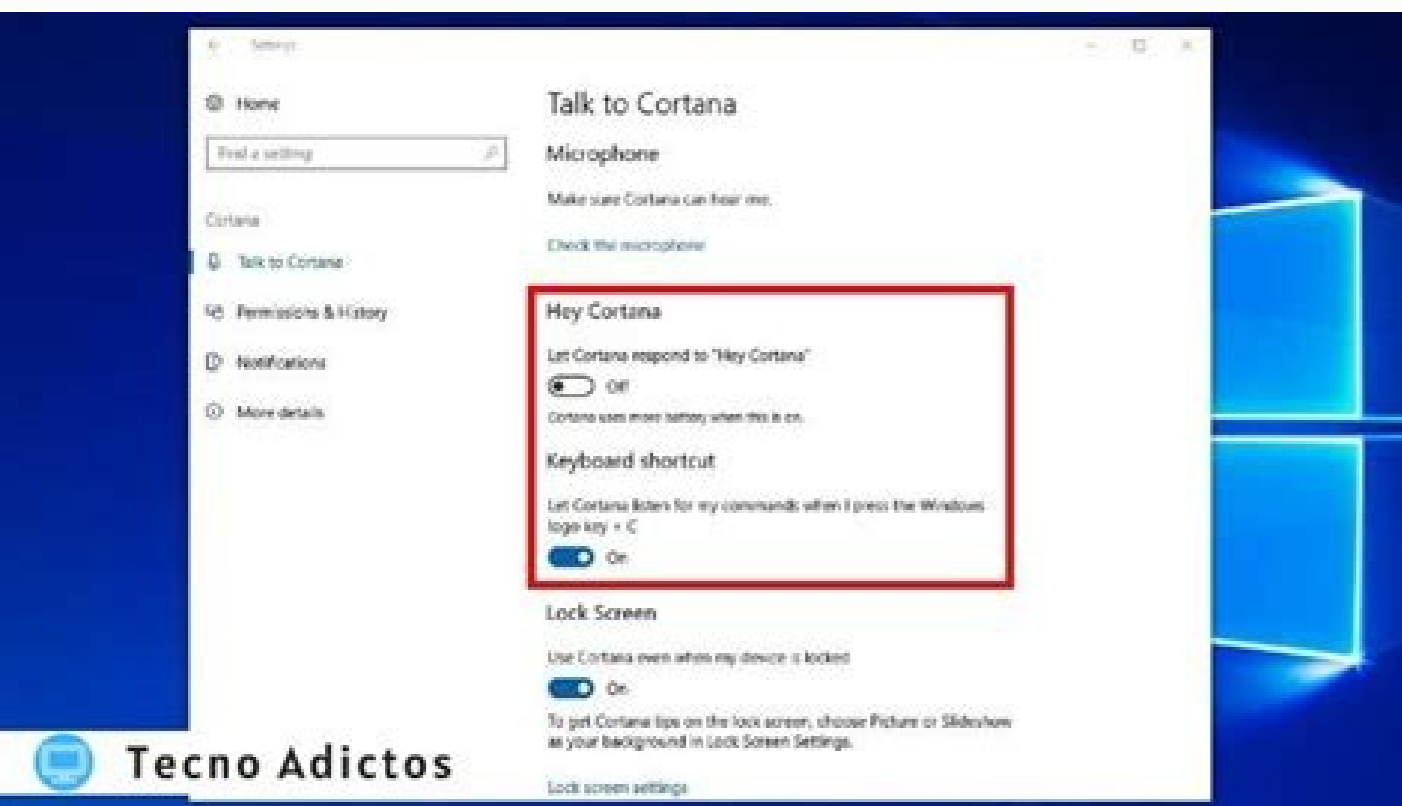 Settings
Home
Find a setting
Cortana
Talk to Cortana
Permissions & History
Notifications
More details
Talk to Cortana
Microphone
Make sure Cortana can hear me.
Check the microphone
Hey Cortana
Let Cortana respond to "Hey Cortana"
Off
Cortana uses more battery when this is on.
Keyboard shortcut
Let Cortana listen for my commands when I press the Windows
logo key + C
On
Lock Screen
Use Cortana even when my device is locked
On
To get Cortana tips on the lock screen, choose Picture or Slideshow
as your background in Lock Screen Settings.
Lock screen settings
Tecno Adictos